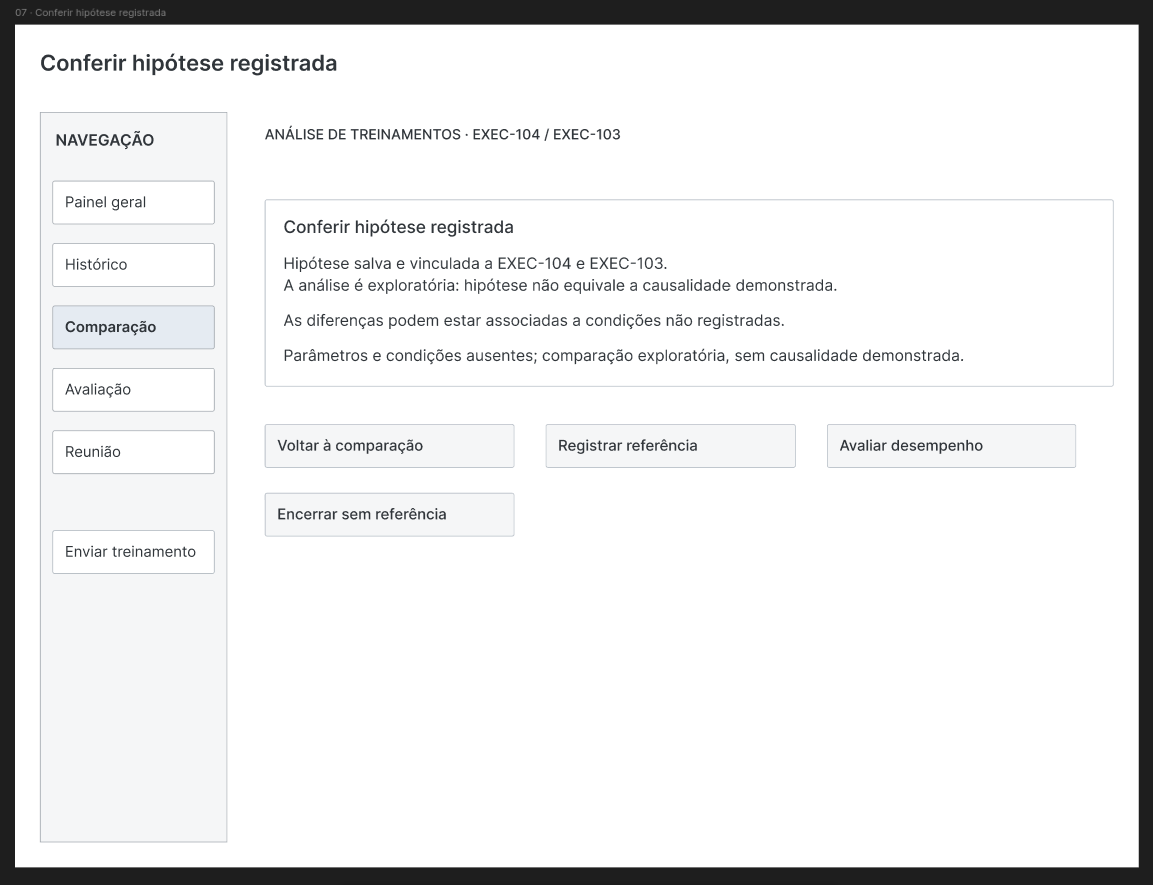 07 · Conferir hipótese registrada
Conferir hipótese registrada
NAVEGAÇÃO
Painel geral
Histórico
Comparação
Avaliação
Reunião
Enviar treinamento
ANÁLISE DE TREINAMENTOS · EXEC-104 / EXEC-103
Conferir hipótese registrada
Hipótese salva e vinculada a EXEC-104 e EXEC-103.
A análise é exploratória: hipótese não equivale a causalidade demonstrada.
As diferenças podem estar associadas a condições não registradas.
Parâmetros e condições ausentes; comparação exploratória, sem causalidade demonstrada.
Voltar à comparação
Registrar referência
Avaliar desempenho
Encerrar sem referência